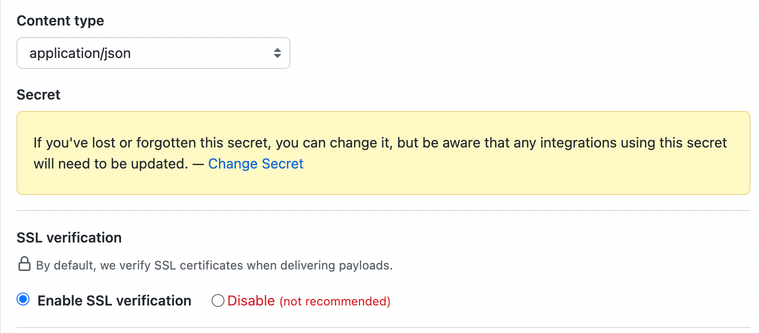 Content type
application/json
Secret
If you've lost or forgotten this secret, you can change it, but be aware that any integrations using this secret
will need to be updated. — Change Secret
SSL verification
By default, we verify SSL certificates when delivering payloads.
Enable SSL verification Disable (not recommended)